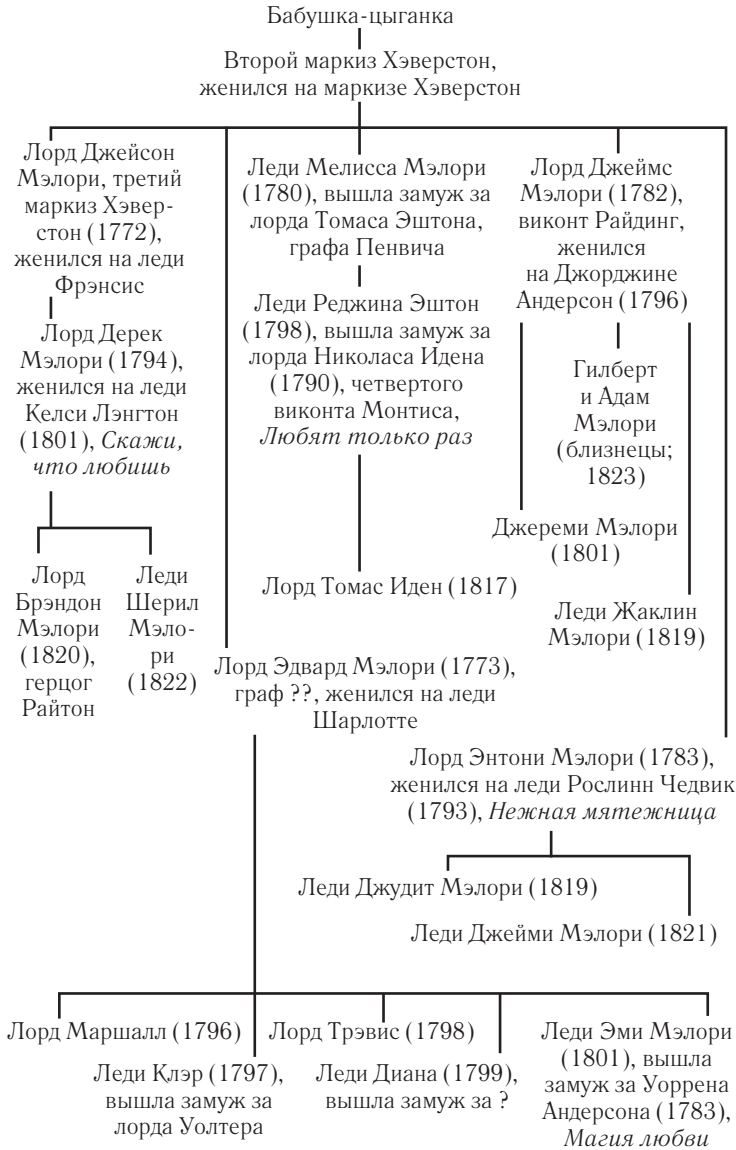 Бабушка-цыганка
Второй маркиз Хэверстон,
женился на маркизе Хэверстон
Лорд Джейсон
Мэлори, третий
маркиз Хэвер-
стон (1772),
женился на леди
Фрэнсис
Лорд Дерек
Мэлори (1794),
женился на леди
Келси Лэнгтон
(1801), Скажи,
что любишь
Лорд
Брэндон
Мэлори
(1820),
герцог
Райтон
Леди
Шерил
Мэло-
ри
(1822)
Леди Мелисса Мэлори
(1780), вышла замуж за
лорда Томаса Эштона,
графа Пенвича
Леди Реджина Эштон
(1798), вышла замуж за
лорда Николаса Идена
(1790), четвертого
виконта Монтиса,
Любят только раз
Лорд Томас Иден (1817)
Лорд Джеймс
Мэлори (1782),
виконт Райдинг,
женился
на Джорджине
Андерсон (1796)
Гилберт
и Адам
Мэлори
(близнецы;
1823)
Джереми Мэлори
(1801)
Леди Жаклин
Мэлори (1819)
Лорд Эдвард Мэлори (1773),
граф ??, женился на леди
Шарлотте
Лорд Энтони Мэлори (1783),
женился на леди Рослинн Чедвик
(1793), Нежная мятежница
Леди Джудит Мэлори (1819)
Леди Джейми Мэлори (1821)
Лорд Маршалл (1796)
Леди Клэр (1797),
вышла замуж за
лорда Уолтера
Лорд Трэвис (1798)
Леди Диана (1799),
вышла замуж за ?
Леди Эми Мэлори
(1801), вышла
замуж за Уоррена
Андерсона (1783),
Магия любви